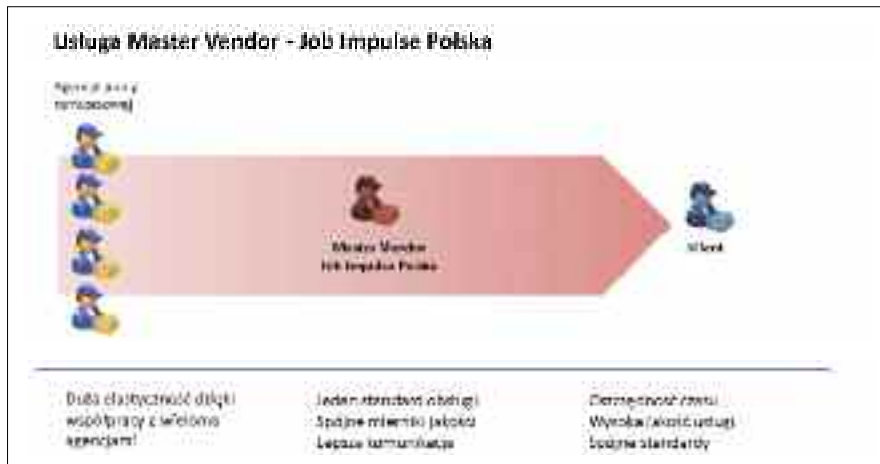 Usługa Master Vendor - Job Impulse Polska
Agencje pracy
tymczasowej
Master Vendor
Job Impulse Polska
Klient
Duża elastyczność dzięki
współpracy z wieloma
agencjami
Jeden standard obsługi
Spójne mierniki jakości
Lepsza komunikacja
Oszczędność czasu
Wysoka jakość usługi
Spójne standardy